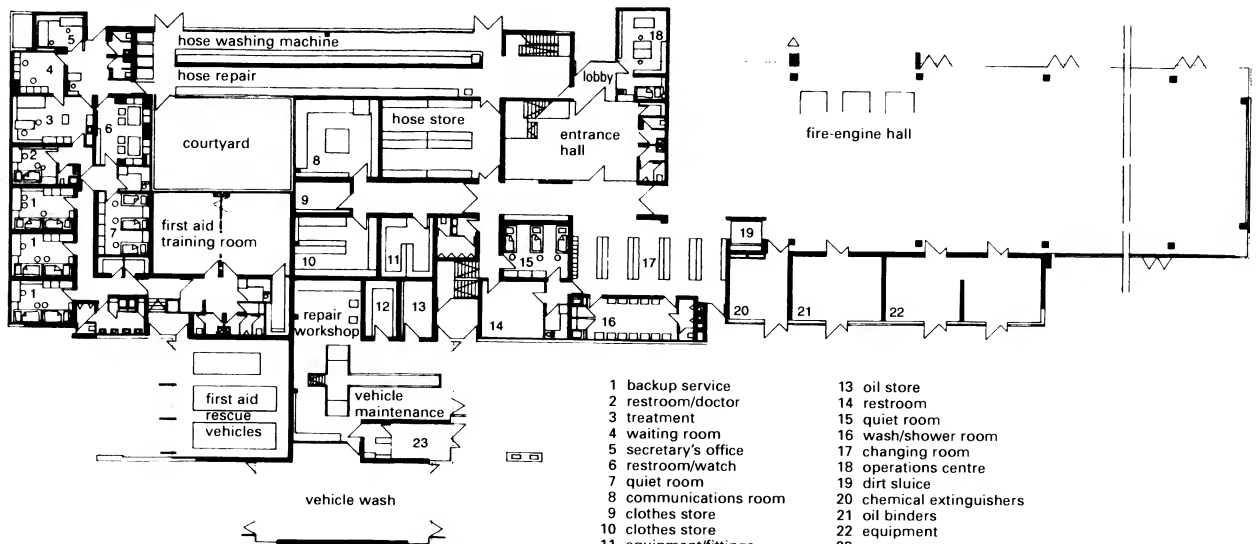 5
hose washing machine
18
4
hose repair
lobby
3
6
courtyard
8
hose store
entrance
hall
fire-engine hall
2
1
9
7
first aid
training room
19
1
10
11
15
17
1
12
13
14
16
20
21
22
repair
workshop
first aid
rescue
vehicles
vehicle
maintenance
23
vehicle wash
1 backup service
2 restroom/doctor
3 treatment
4 waiting room
5 secretary's office
6 restroom/watch
7 quiet room
8 communications room
9 clothes store
10 clothes store
11 equipment/fittings
13 oil store
14 restroom
15 quiet room
16 wash/shower room
17 changing room
18 operations centre
19 dirt sluice
20 chemical extinguishers
21 oil binders
22 equipment